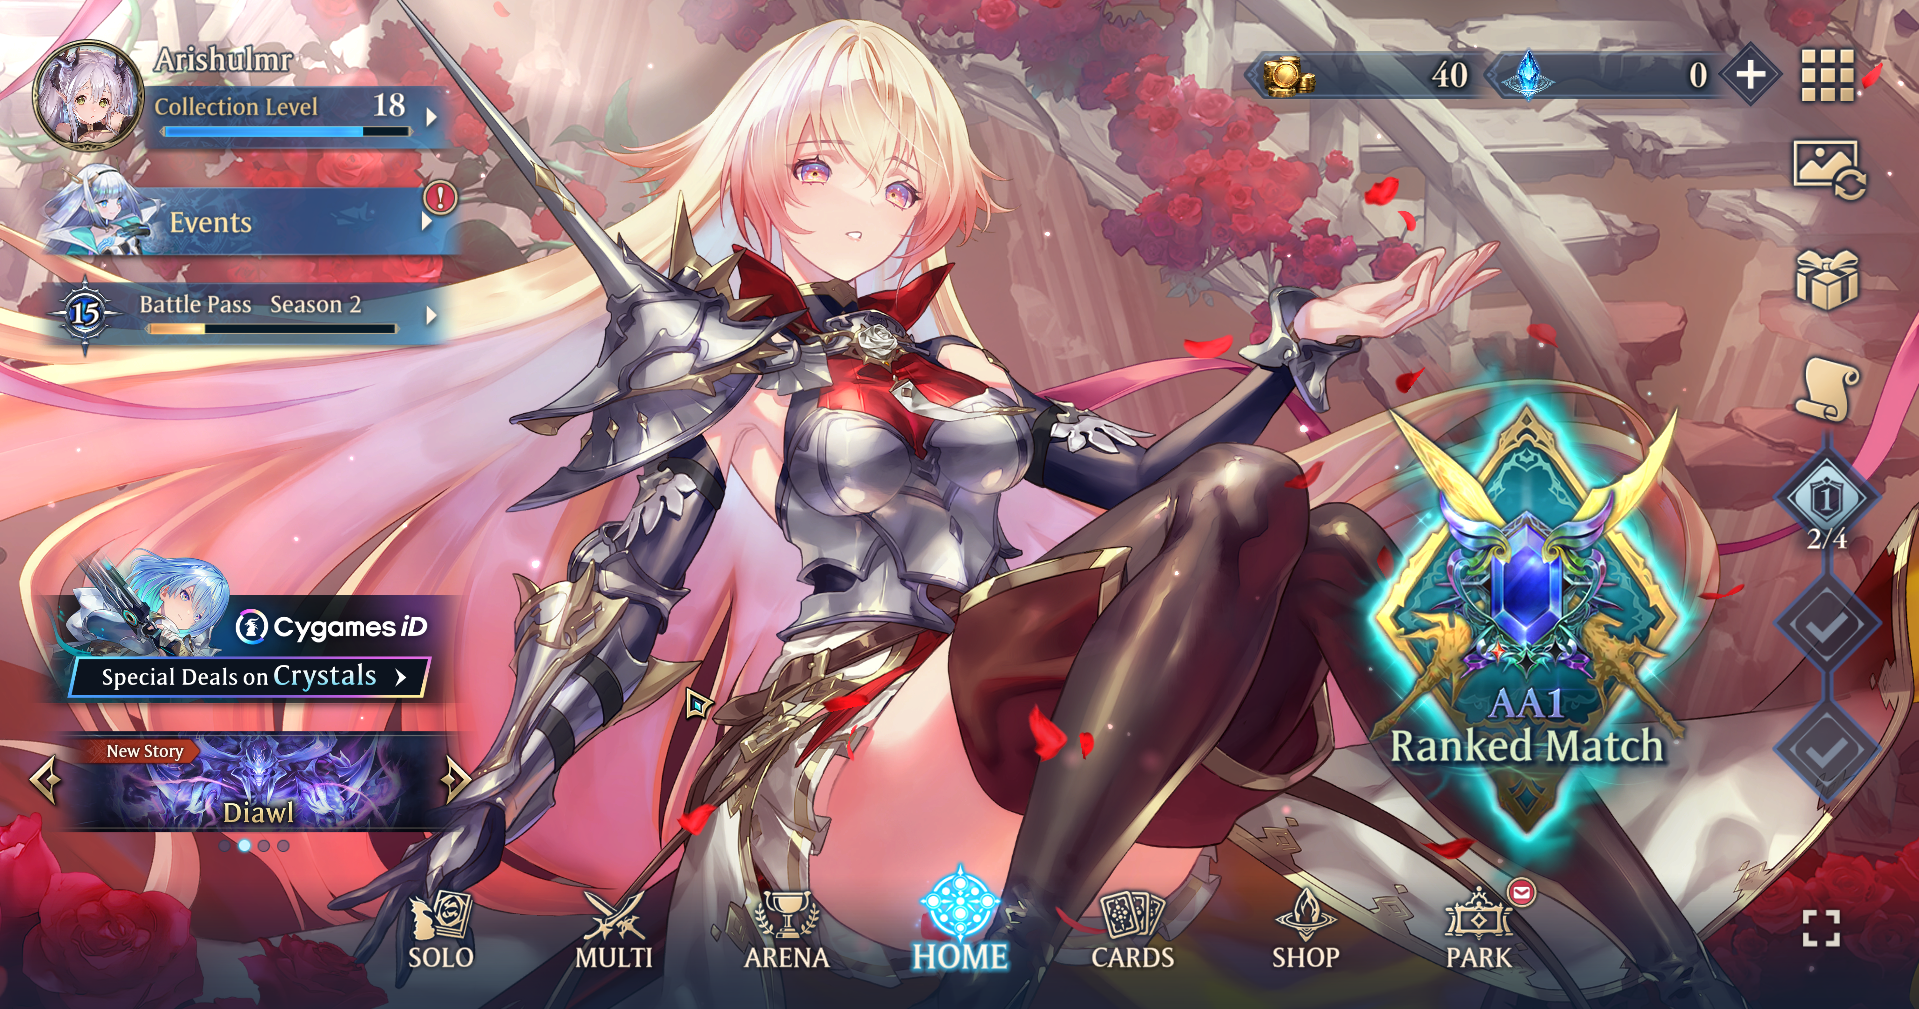 Arishulmr
Collection Level 18
Events
15 Battle Pass Season 2
40
0
1
2/4
Cygames iD
Special Deals on Crystals
New Story
Diawl
AA1
Ranked Match
SOLO
MULTI
ARENA
HOME
CARDS
SHOP
PARK